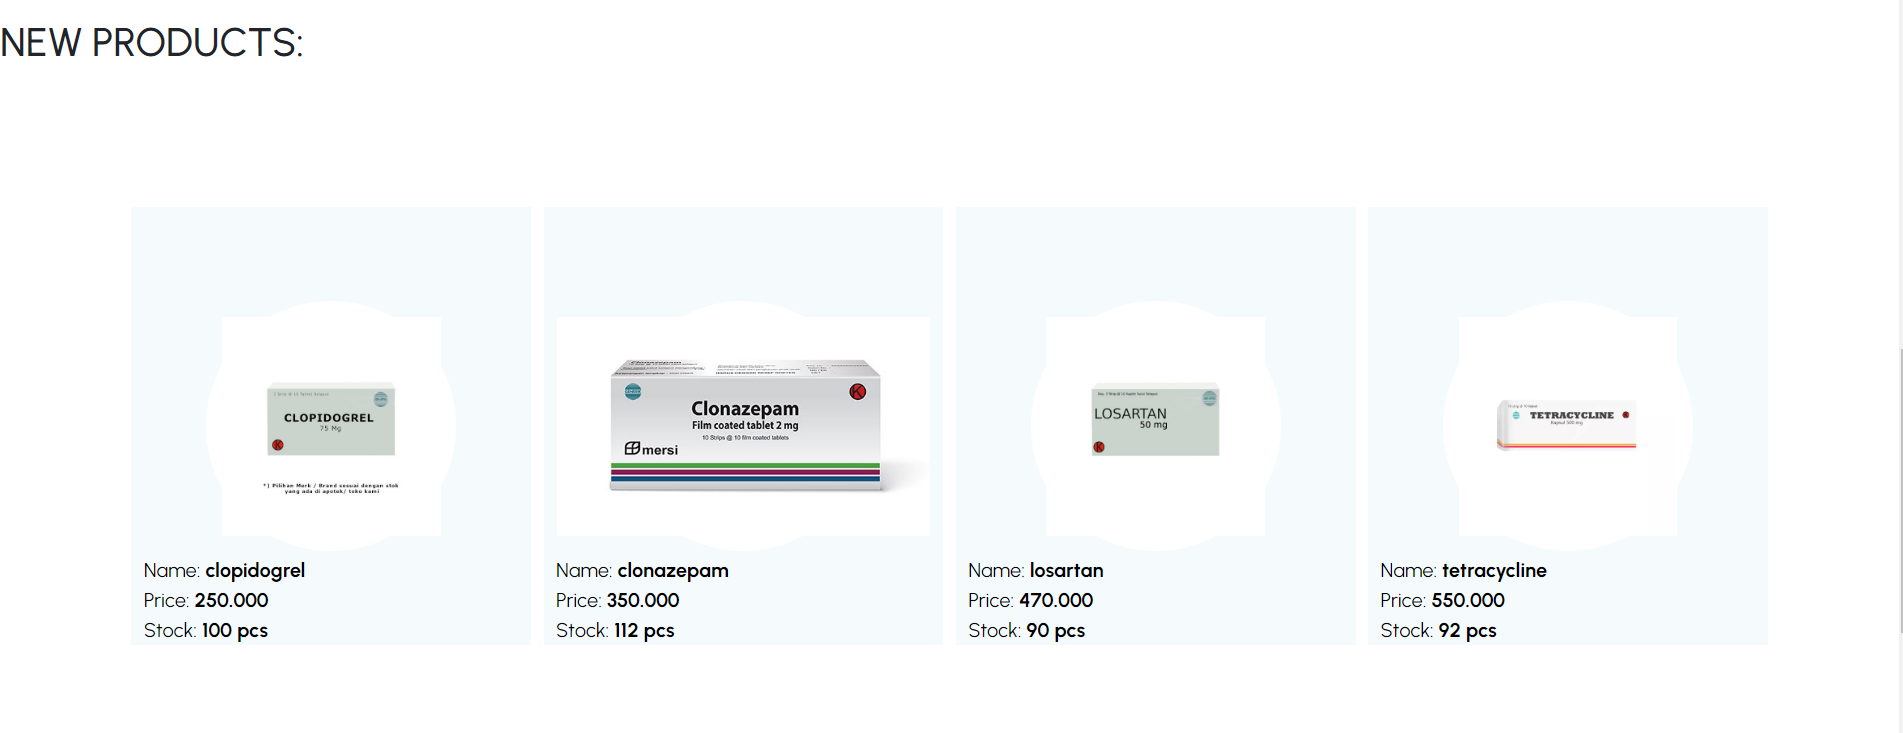 NEW PRODUCTS:
CLOPIDOGREL
75 Mg
*) Pilihan Merk / Brand sesuai dengan stok
yang ada di apotek/ toko kami
Name: clopidogrel
Price: 250.000
Stock: 100 pcs
Clonazepam
Film coated tablet 2 mg
10 Strips @ 10 film coated tablets
mersi
Name: clonazepam
Price: 350.000
Stock: 112 pcs
LOSARTAN
50 mg
Name: losartan
Price: 470.000
Stock: 90 pcs
TETRACYCLINE
Kapsul 500 mg
Name: tetracycline
Price: 550.000
Stock: 92 pcs